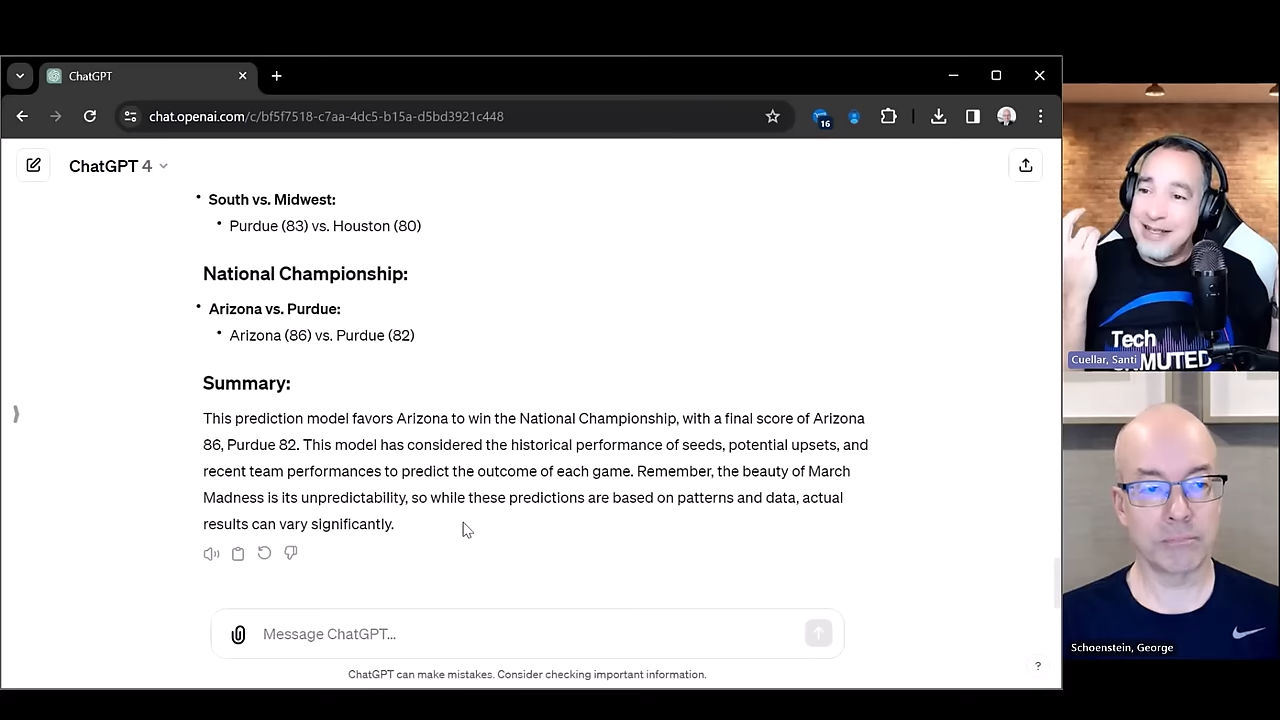 ChatGPT
chat.openai.com/c/bf5f7518-c7aa-4dc5-b15a-d5bd3921c448
16
ChatGPT 4
• South vs. Midwest:
• Purdue (83) vs. Houston (80)
National Championship:
• Arizona vs. Purdue:
• Arizona (86) vs. Purdue (82)
Summary:
This prediction model favors Arizona to win the National Championship, with a final score of Arizona
86, Purdue 82. This model has considered the historical performance of seeds, potential upsets, and
recent team performances to predict the outcome of each game. Remember, the beauty of March
Madness is its unpredictability, so while these predictions are based on patterns and data, actual
results can vary significantly.
Message ChatGPT...
ChatGPT can make mistakes. Consider checking important information.
?
Tech
MUTED
Cuellar, Santi
Schoenstein, George